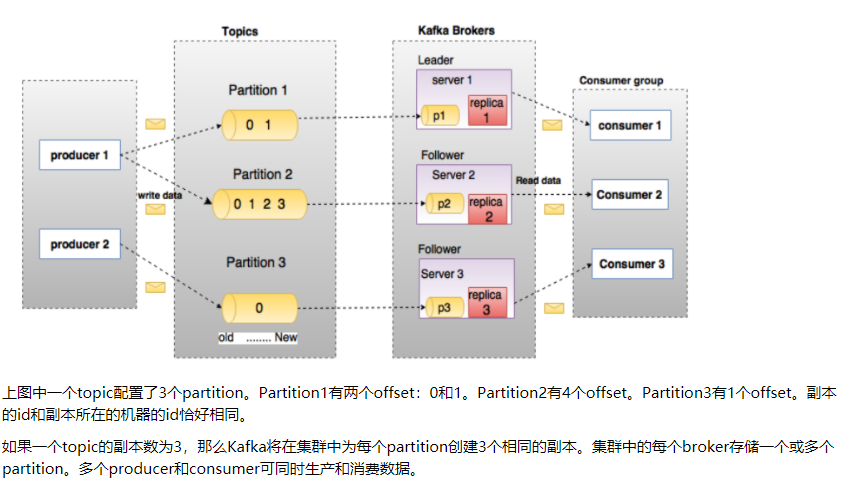 Topics
Kafka Brokers
Leader
server 1
Consumer group
Partition 1
0 1
p1
replica
1
consumer 1
producer 1
Follower
Partition 2
Server 2
Read data
write data
0 1 2 3
p2
replica
2
Consumer 2
producer 2
Follower
Partition 3
Server 3
Consumer 3
0
p3
replica
3
old ........ New
上图中一个topic配置了3个partition。Partition1有两个offset：0和1。Partition2有4个offset。Partition3有1个offset。副本
的id和副本所在的机器的id恰好相同。
如果一个topic的副本数为3，那么Kafka将在集群中为每个partition创建3个相同的副本。集群中的每个broker存储一个或多个
partition。多个producer和consumer可同时生产和消费数据。